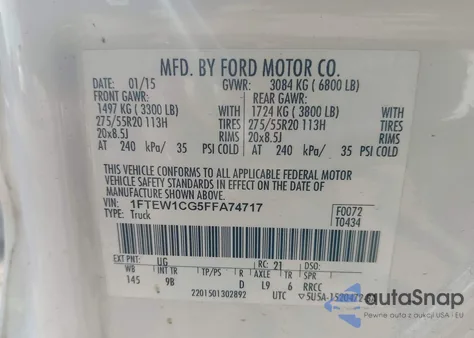 MFD. BY FORD MOTOR CO.
DATE: 01/15 GVWR: 3084 KG ( 6800 LB)
FRONT GAWR: REAR GAWR:
1497 KG ( 3300 LB) 1724 KG ( 3800 LB)
275/55R20 113H TIRES 275/55R20 113H TIRES
20x8.5J RIMS 20x8.5J RIMS
AT 240 kPa/ 35 PSI COLD AT 240 kPa/ 35 PSI COLD
THIS VEHICLE CONFORMS TO ALL APPLICABLE FEDERAL MOTOR
VEHICLE SAFETY STANDARDS IN EFFECT ON THE DATE OF MANUFACTURE
SHOWN ABOVE.
VIN: 1FTEW1CG5FFA74717 F0072
TYPE: Truck T0434
EXT PNT: UG RC: 21 DSO:
WB INT TR TP/PS R AXLE TR RRCC
145 9B D L9 6
2201501302892 UTC
autoSnap
Pewne auto z USA i EU